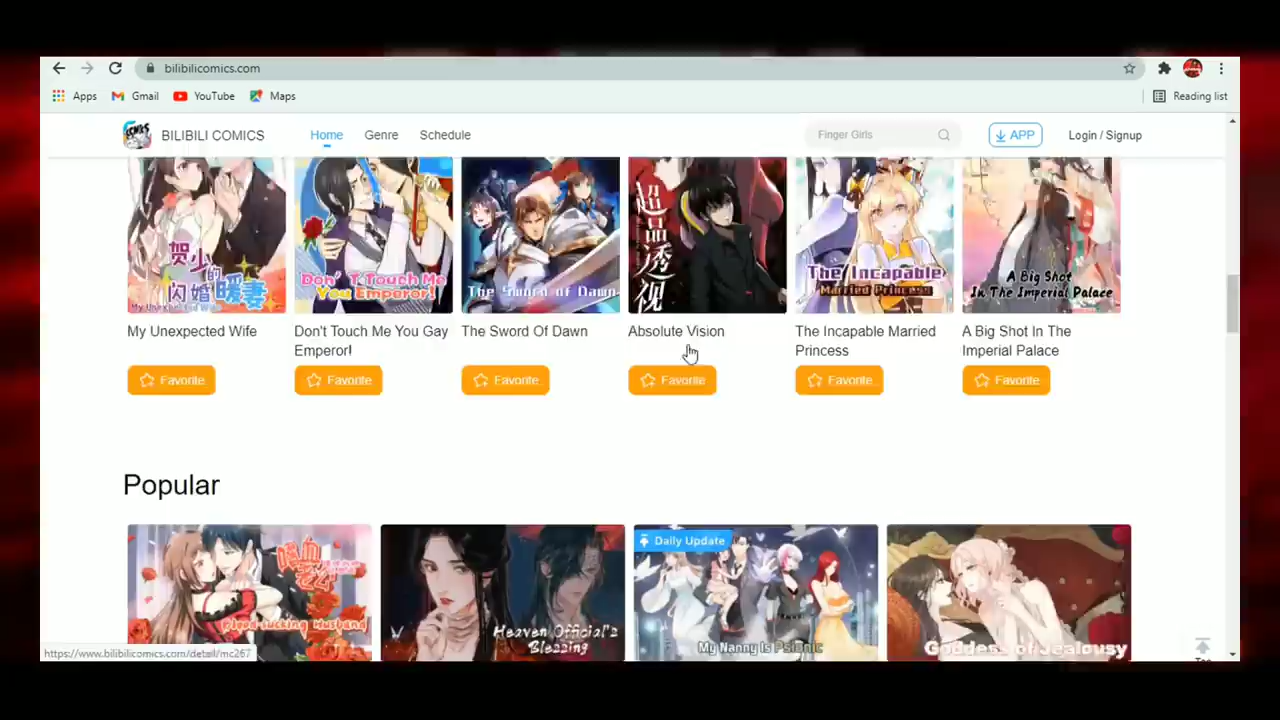 bilibilicomics.com
Apps Gmail YouTube Maps Reading list
BILIBILI COMICS Home Genre Schedule Finger Girls APP Login / Signup
贺少的闪婚暖妻
My Unexpected Wife
Don'T Touch Me You Emperor!
The Sword Of Dawn
超品透视
The Incapable Married Princess
A Big Shot In The Imperial Palace
My Unexpected Wife
Don't Touch Me You Gay
Emperor!
The Sword Of Dawn
Absolute Vision
The Incapable Married
Princess
A Big Shot In The
Imperial Palace
Favorite Favorite Favorite Favorite Favorite Favorite
Popular
Daily Update
Blood-sucking Husband
Heaven Official's
Blessing
My Nanny Is PSIonic
Goddess of Jealousy
https://www.bilibilicomics.com/detail/mc267